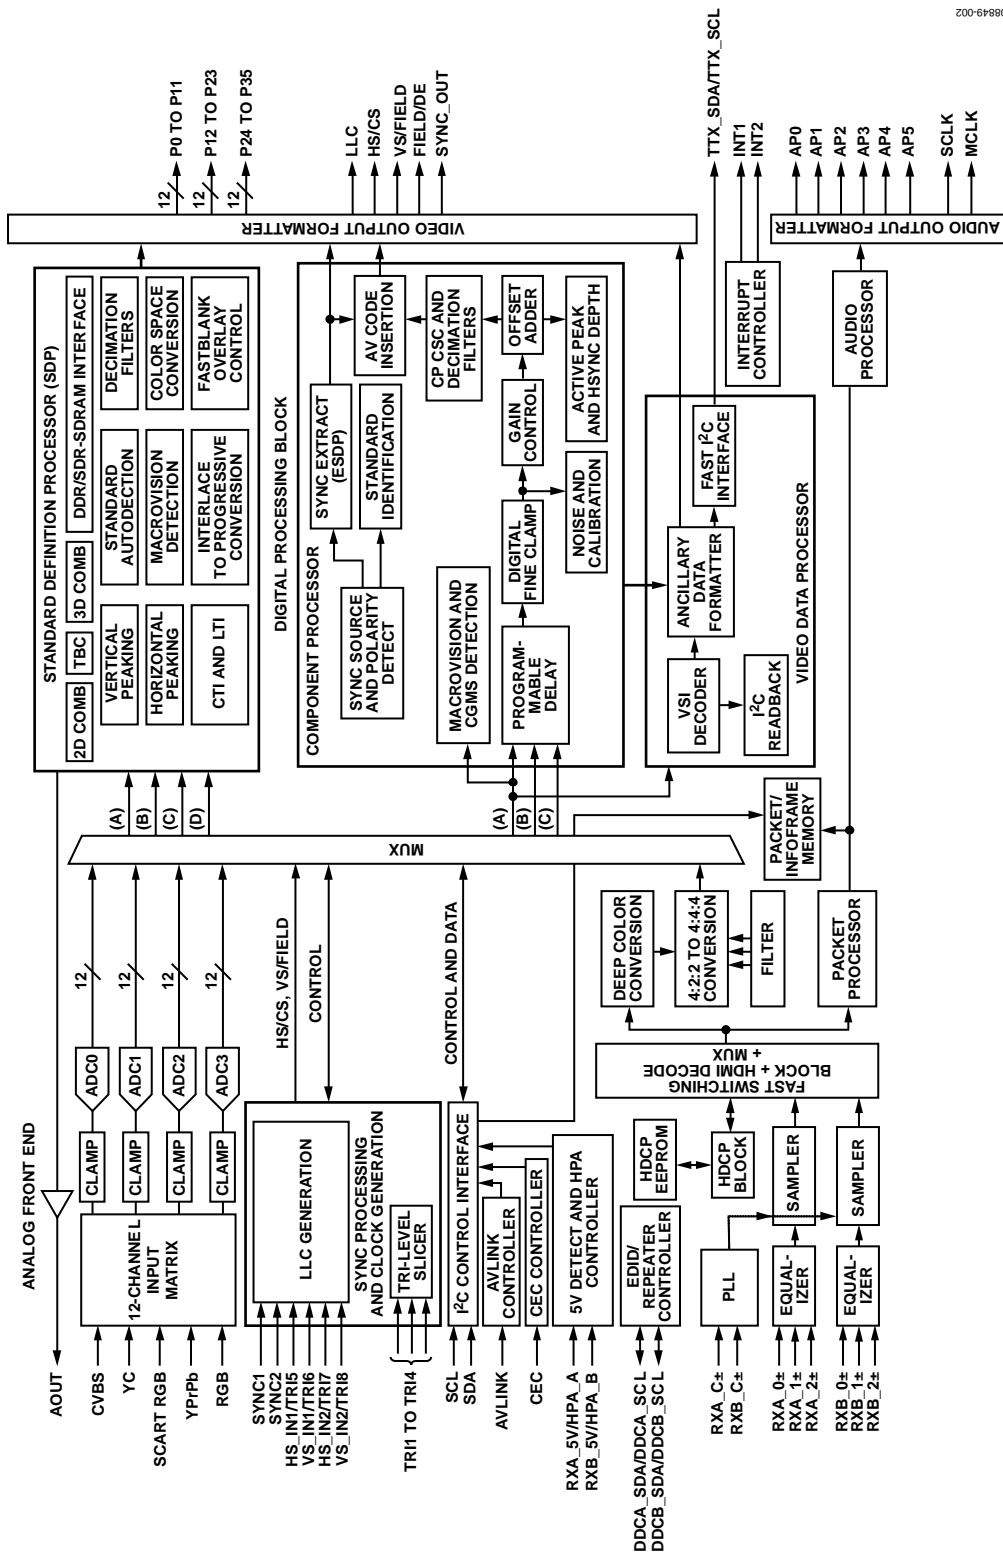 ANALOG FRONT END
AOUT
CVBS
YC
SCART RGB
YPrPb
RGB
12-CHANNEL
INPUT
MATRIX
CLAMP
CLAMP
CLAMP
CLAMP
ADC0
ADC1
ADC2
ADC3
12
12
12
12
SYNC1
SYNC2
HS_IN1/TRI5
VS_IN1/TRI6
HS_IN2/TRI7
VS_IN2/TRI8
TRI1 TO TRI4
LLC GENERATION
SYNC PROCESSING
AND CLOCK GENERATION
TRI-LEVEL
SLICER
HS/CS, VS/FIELD
CONTROL
SCL
SDA
AVLINK
CEC
RXA_5V/HPA_A
RXB_5V/HPA_B
I2C CONTROL INTERFACE
AVLINK
CONTROLLER
CEC CONTROLLER
5V DETECT AND HPA
CONTROLLER
CONTROL AND DATA
DDCA_SDA/DDCA_SCL
DDCB_SDA/DDCB_SCL
EDID/
REPEATER
CONTROLLER
HDCP
EEPROM
HDCP
BLOCK
RXA_C±
RXB_C±
PLL
RXA_0±
RXA_1±
RXA_2±
EQUAL-
IZER
SAMPLER
RXB_0±
RXB_1±
RXB_2±
EQUAL-
IZER
SAMPLER
FAST SWITCHING
BLOCK + HDMI DECODE
+ MUX
DEEP COLOR
CONVERSION
4:2:2 TO 4:4:4
CONVERSION
FILTER
PACKET
PROCESSOR
PACKET/
INFOFRAME
MEMORY
MUX
(A)
(B)
(C)
(D)
(A)
(B)
(C)
STANDARD DEFINITION PROCESSOR (SDP)
2D COMB
TBC
3D COMB
DDR/SDR-SDRAM INTERFACE
VERTICAL
PEAKING
STANDARD
AUTODECTION
DECIMATION
FILTERS
HORIZONTAL
PEAKING
MACROVISION
DETECTION
COLOR SPACE
CONVERSION
CTI AND LTI
INTERLACE
TO PROGRESSIVE
CONVERSION
FASTBLANK
OVERLAY
CONTROL
DIGITAL PROCESSING BLOCK
COMPONENT PROCESSOR
SYNC SOURCE
AND POLARITY
DETECT
SYNC EXTRACT
(ESDP)
STANDARD
IDENTIFICATION
AV CODE
INSERTION
MACROVISION AND
CGMS DETECTION
CP CSC AND
DECIMATION
FILTERS
PROGRAM-
MABLE
DELAY
DIGITAL
FINE CLAMP
GAIN
CONTROL
OFFSET
ADDER
NOISE AND
CALIBRATION
ACTIVE PEAK
AND HSYNC DEPTH
VSI
DECODER
ANCILLARY
DATA
FORMATTER
FAST I2C
INTERFACE
I2C
READBACK
VIDEO DATA PROCESSOR
INTERRUPT
CONTROLLER
AUDIO
PROCESSOR
VIDEO OUTPUT FORMATTER
AUDIO OUTPUT FORMATTER
12
P0 TO P11
12
P12 TO P23
12
P24 TO P35
LLC
HS/CS
VS/FIELD
FIELD/DE
SYNC_OUT
TTX_SDA/TTX_SCL
INT1
INT2
AP0
AP1
AP2
AP3
AP4
AP5
SCLK
MCLK
08849-002